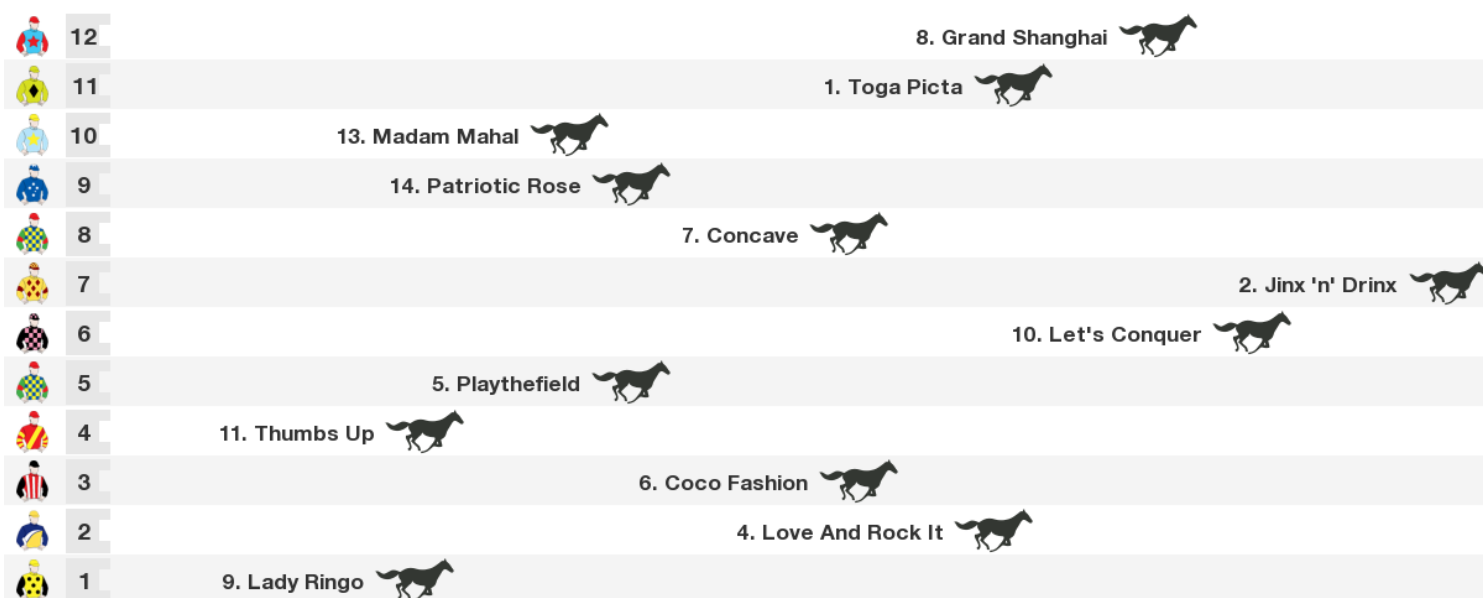 12 8. Grand Shanghai
11 1. Toga Picta
10 13. Madam Mahal
9 14. Patriotic Rose
8 7. Concave
7 2. Jinx 'n' Drinx
6 10. Let's Conquer
5 5. Playthefield
4 11. Thumbs Up
3 6. Coco Fashion
2 4. Love And Rock It
1 9. Lady Ringo